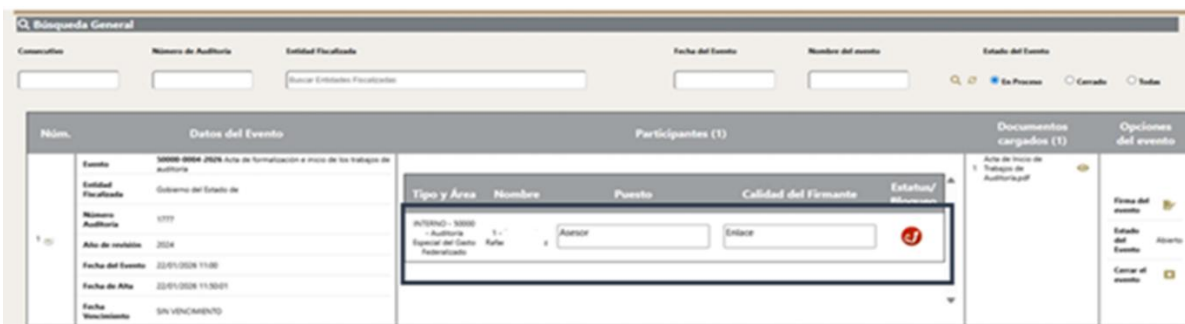 Búsqueda General
Consecutivo Número de Auditoría Entidad Fiscalizada Fecha del Evento Nombre del evento Estado del Evento
Buscar Entidades Fiscalizadas
En Proceso Cerrado Todas
Núm. Datos del Evento Participantes (1) Documentos cargados (1) Opciones del evento
Evento 50000-0004-2026 Acta de formalización e inicio de los trabajos de auditoría
Entidad Fiscalizada Gobierno del Estado de
Número Auditoría 1777
1 Año de revisión 2024
Fecha del Evento 22/01/2026 11:00
Fecha de Alta 22/01/2026 11:50:01
Fecha Vencimiento SIN VENCIMIENTO
Tipo y Área Nombre Puesto Calidad del Firmante Estatus/
INTERNO - 50000 - Auditoría Especial del Gasto Federalizado
1 -
Rafae
Asesor
Enlace
1 Acta de Inicio de Trabajos de Auditoría.pdf
Firma del evento
Estado del Evento Abierto
Cerrar el evento